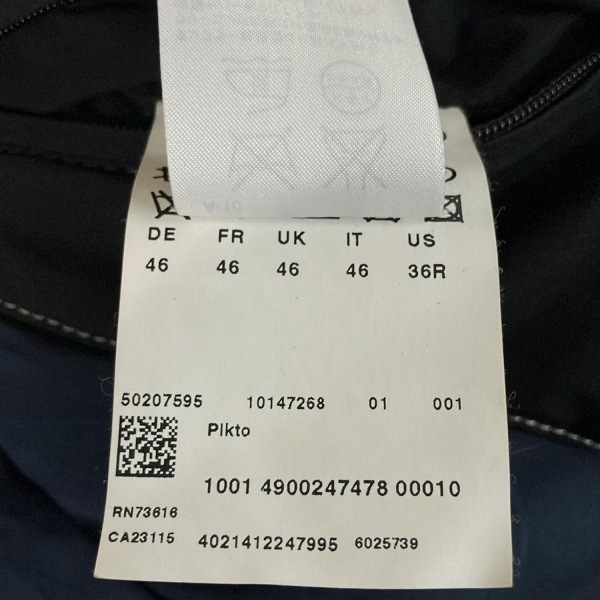 DE FR UK IT US
46 46 46 46 36R
50207595 10147268 01 001
Pikto
1001 4900247478 00010
RN73616
CA23115 4021412247995 6025739